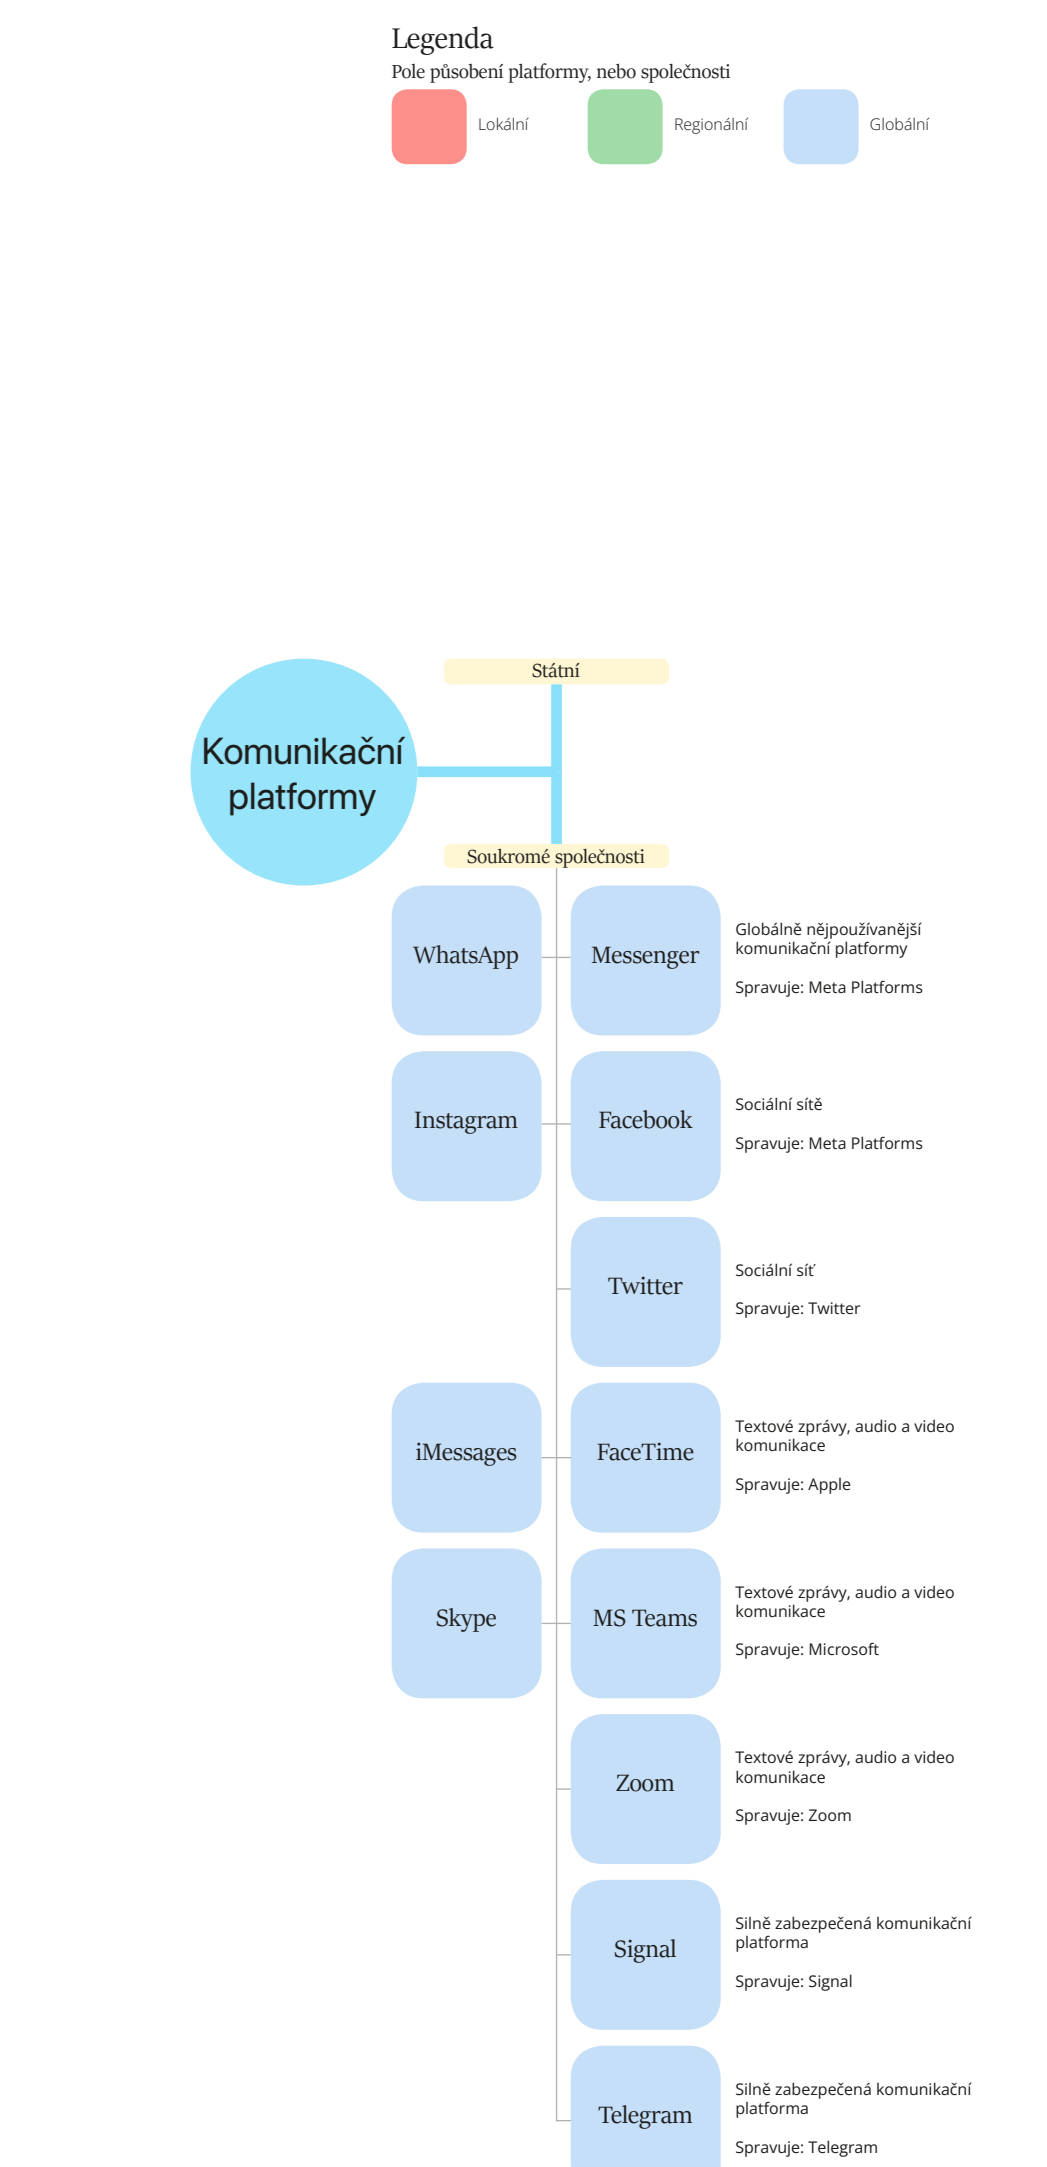 Legenda
Pole působení platformy, nebo společnosti
Lokální
Regionální
Globální
Státní
Komunikační
platformy
Soukromé společnosti
WhatsApp
Messenger
Globálně nějpoužívanější
komunikační platformy
Spravuje: Meta Platforms
Instagram
Facebook
Sociální sítě
Spravuje: Meta Platforms
Twitter
Sociální síť
Spravuje: Twitter
iMessages
FaceTime
Textové zprávy, audio a video
komunikace
Spravuje: Apple
Skype
MS Teams
Textové zprávy, audio a video
komunikace
Spravuje: Microsoft
Zoom
Textové zprávy, audio a video
komunikace
Spravuje: Zoom
Signal
Silně zabezpečená komunikační
platforma
Spravuje: Signal
Telegram
Silně zabezpečená komunikační
platforma
Spravuje: Telegram